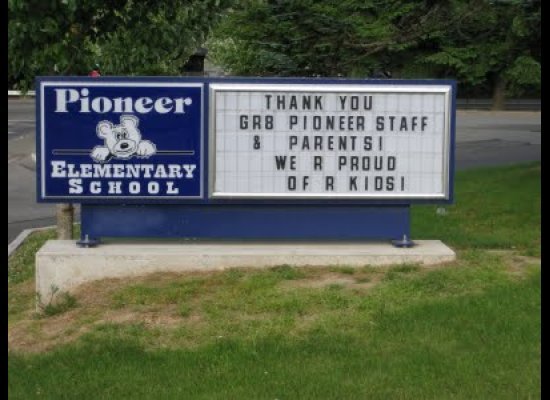 Pioneer
ELEMENTARY
SCHOOL
THANK YOU
GR8 PIONEER STAFF
& PARENTS!
WE R PROUD
OF R KIDS!